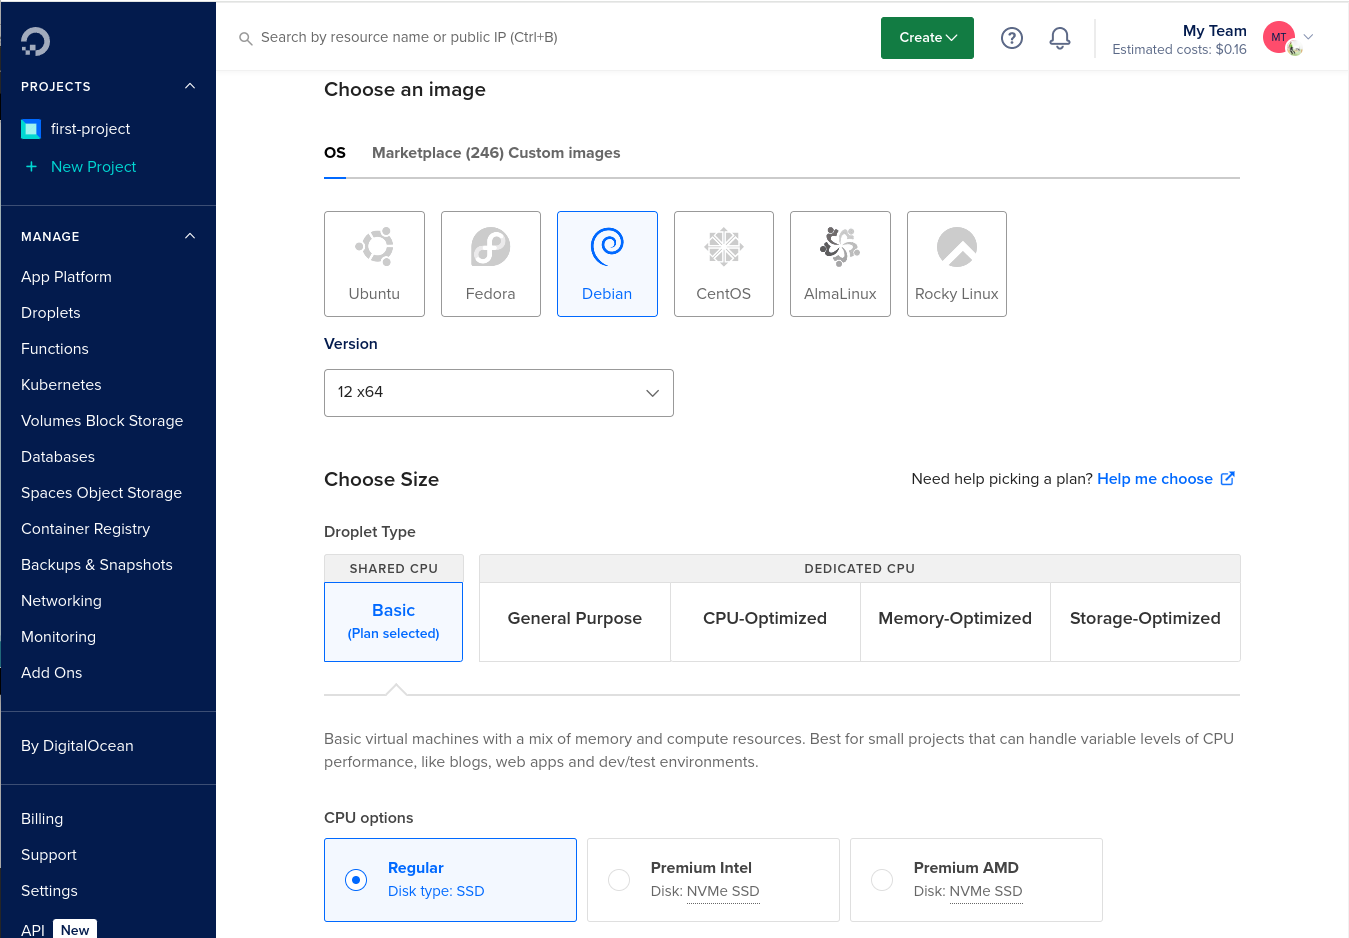 Search by resource name or public IP (Ctrl+B)
Create
?
My Team
Estimated costs: $0.16
MT
PROJECTS
first-project
+ New Project
MANAGE
App Platform
Droplets
Functions
Kubernetes
Volumes Block Storage
Databases
Spaces Object Storage
Container Registry
Backups & Snapshots
Networking
Monitoring
Add Ons
By DigitalOcean
Billing
Support
Settings
API New
Choose an image
OS Marketplace (246) Custom images
Ubuntu Fedora Debian CentOS AlmaLinux Rocky Linux
Version
12 x64
Choose Size
Need help picking a plan? Help me choose
Droplet Type
SHARED CPU
DEDICATED CPU
Basic
(Plan selected)
General Purpose
CPU-Optimized
Memory-Optimized
Storage-Optimized
Basic virtual machines with a mix of memory and compute resources. Best for small projects that can handle variable levels of CPU
performance, like blogs, web apps and dev/test environments.
CPU options
Regular
Disk type: SSD
Premium Intel
Disk: NVMe SSD
Premium AMD
Disk: NVMe SSD